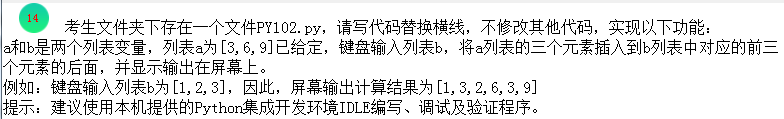 14 考生文件夹下存在一个文件PY102.py，请写代码替换横线，不修改其他代码，实现以下功能：
a和b是两个列表变量，列表a为[3,6,9]已给定，键盘输入列表b，将a列表的三个元素插入到b列表中对应的前三
个元素的后面，并显示输出在屏幕上。
例如：键盘输入列表b为[1,2,3]，因此，屏幕输出计算结果为[1,3,2,6,3,9]
提示：建议使用本机提供的Python集成开发环境IDLE编写、调试及验证程序。